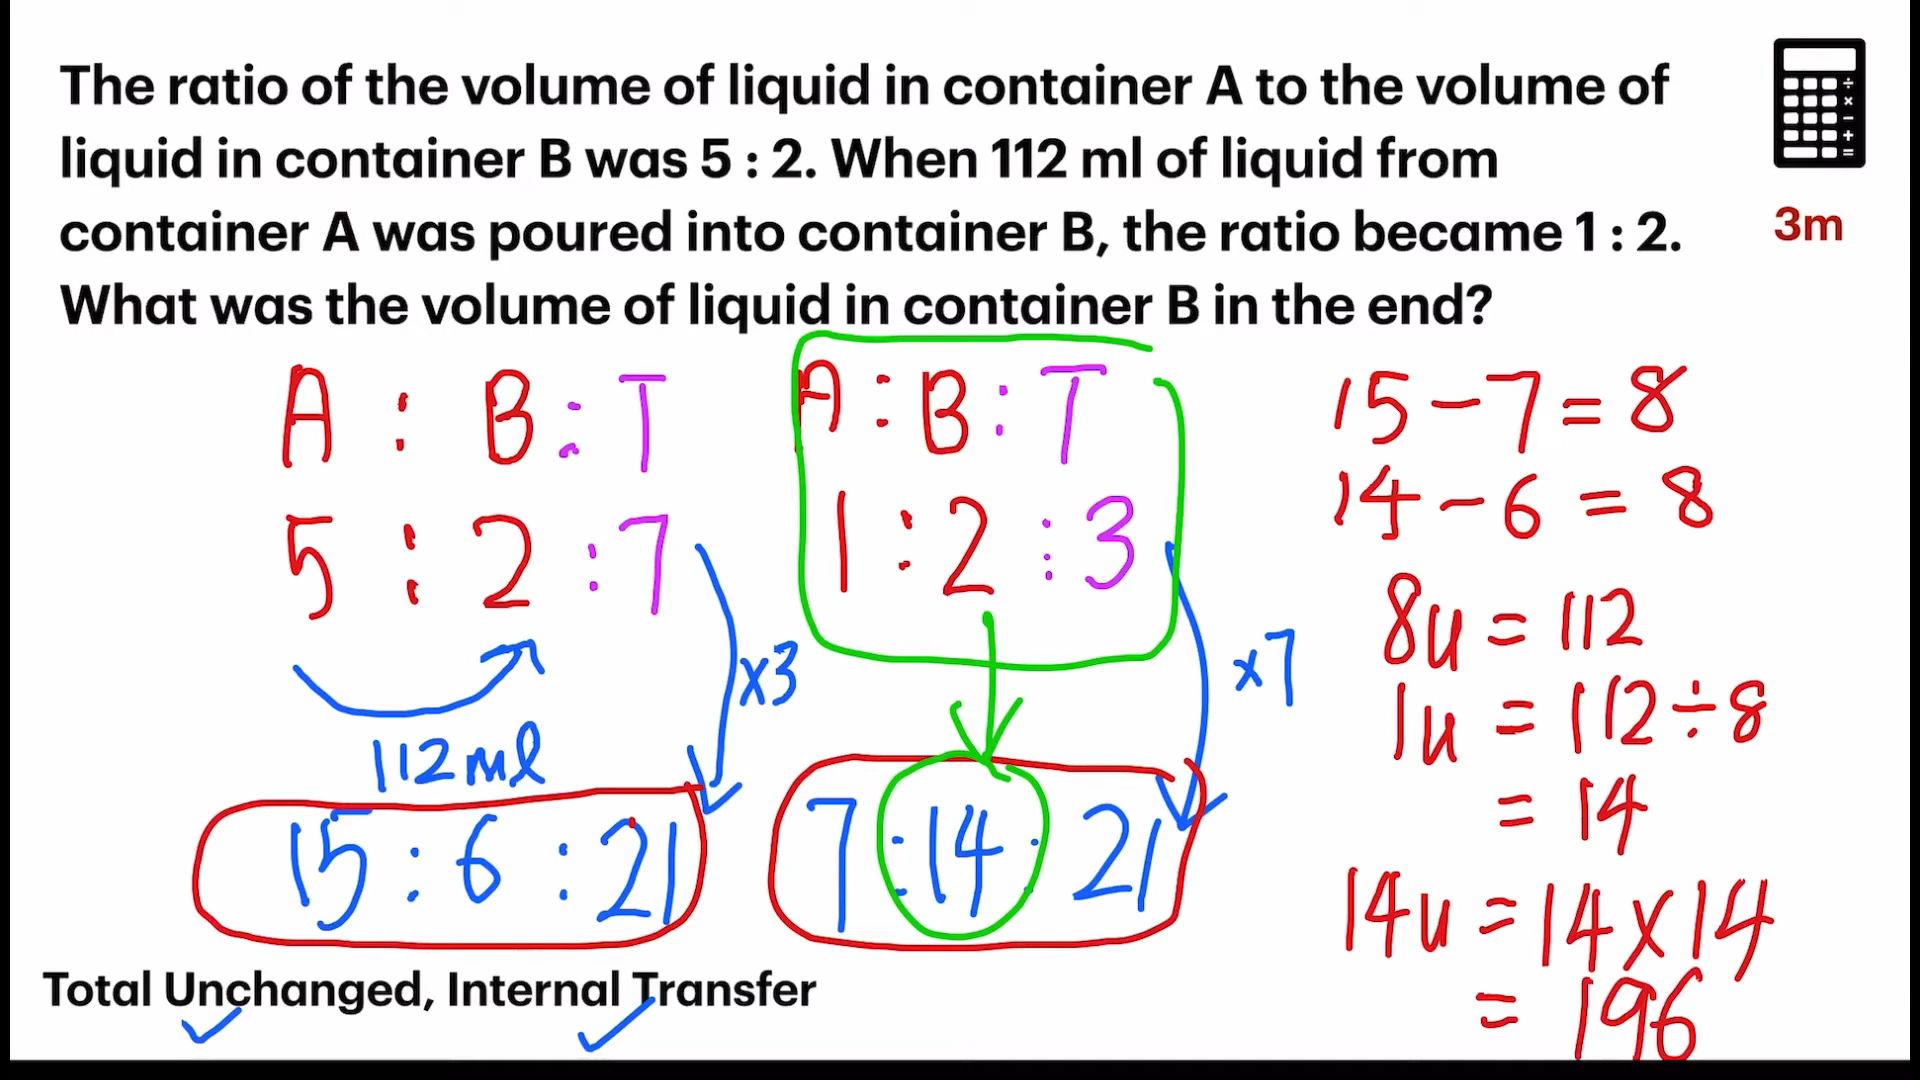 The ratio of the volume of liquid in container A to the volume of
liquid in container B was 5 : 2. When 112 ml of liquid from
container A was poured into container B, the ratio became 1 : 2.
What was the volume of liquid in container B in the end?
3m
A : B : T
5 : 2 : 7
x3
112 ml
15 : 6 : 21
A : B : T
1 : 2 : 3
x7
7 : 14 : 21
15 - 7 = 8
14 - 6 = 8
8u = 112
1u = 112 ÷ 8
= 14
14u = 14 x 14
= 196
Total Unchanged, Internal Transfer